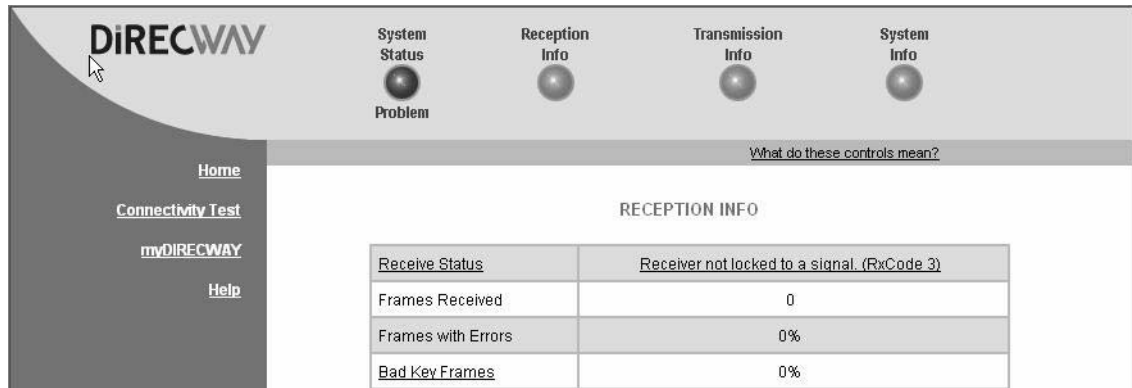 DiRECWAY
System Status
Problem
Reception Info
Transmission Info
System Info
What do these controls mean?
Home
Connectivity Test
myDIRECWAY
Help
RECEPTION INFO
Receive Status Receiver not locked to a signal. (RxCode 3)
Frames Received 0
Frames with Errors 0%
Bad Key Frames 0%